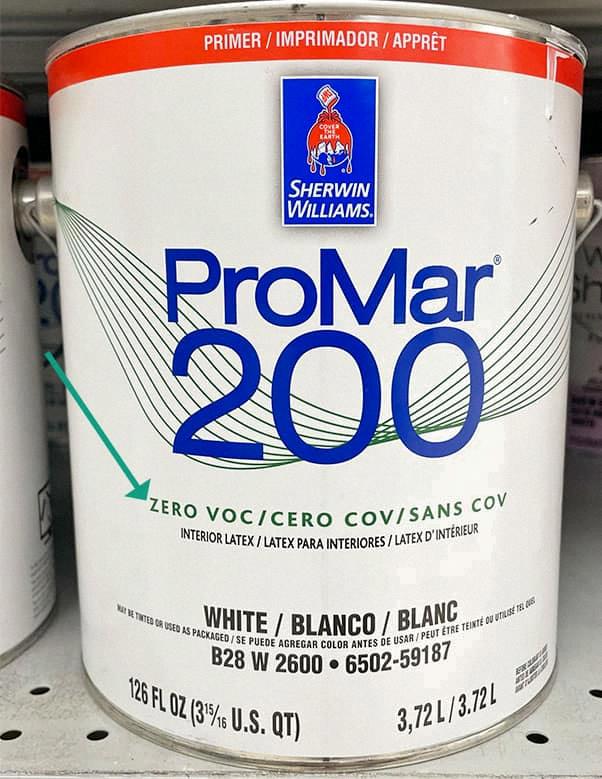 PRIMER / IMPRIMADOR / APPRÊT
COVER
THE
EARTH
SHERWIN
WILLIAMS®
ProMar®
200
ZERO VOC/CERO COV/SANS COV
INTERIOR LATEX / LATEX PARA INTERIORES / LATEX D'INTÉRIEUR
WHITE / BLANCO / BLANC
MAY BE TINTED OR USED AS PACKAGED / SE PUEDE AGREGAR COLOR ANTES DE USAR / PEUT ÊTRE TEINTÉ OU UTILISÉ TEL QUEL
B28 W 2600 • 6502-59187
126 FL OZ (3 15/16 U.S. QT)
3,72 L / 3.72 L